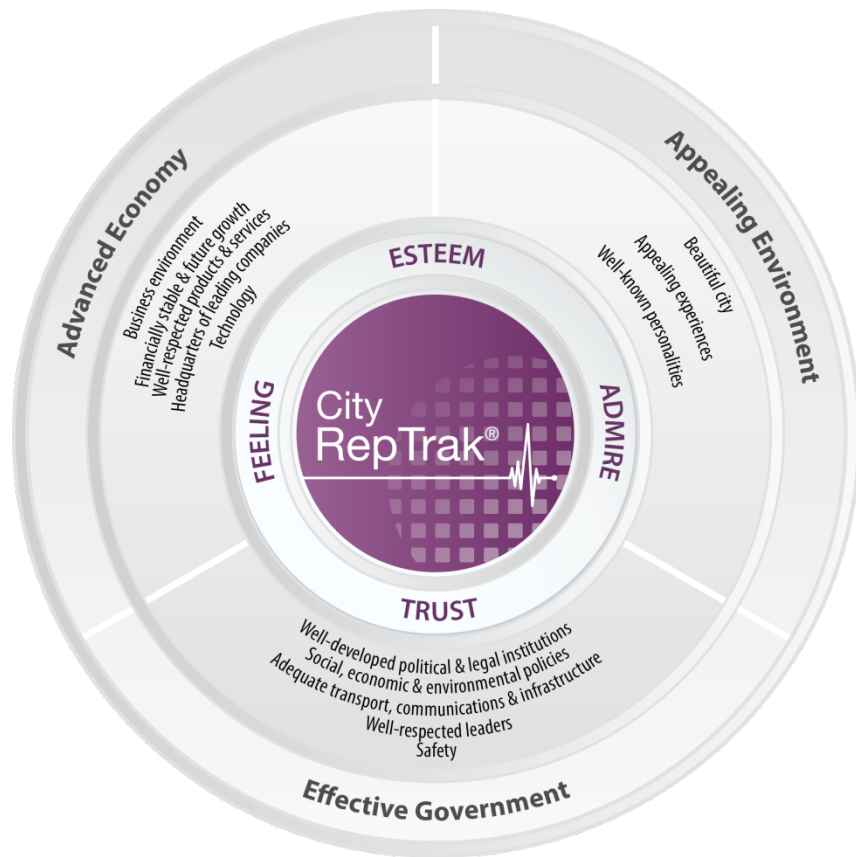 Advanced Economy
Business environment
Financially stable & future growth
Well-respected products & services
Headquarters of leading companies
Technology
Appealing Environment
Beautiful city
Appealing experiences
Well-known personalities
ESTEEM
FEELING
ADMIRE
TRUST
City
RepTrak®
Well-developed political & legal institutions
Social, economic & environmental policies
Adequate transport, communications & infrastructure
Well-respected leaders
Safety
Effective Government